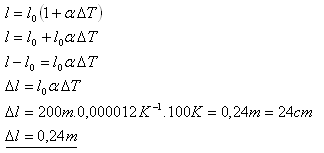 l = l₀(1 + αΔT)
l = l₀ + l₀αΔT
l − l₀ = l₀αΔT
Δl = l₀αΔT
Δl = 200m.0,000012K⁻¹.100K = 0,24m = 24cm
Δl = 0,24m